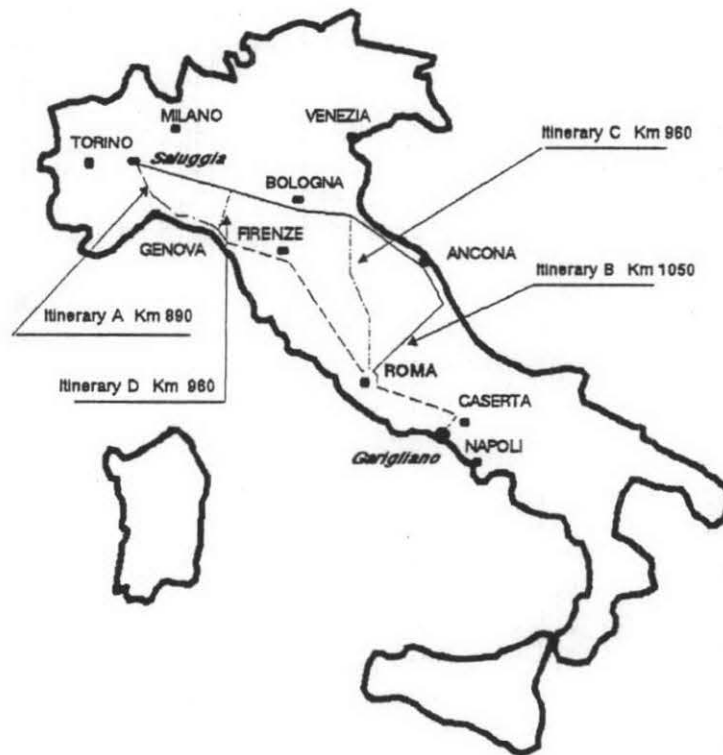 MILANO
VENEZIA
Itinerary C Km 960
TORINO
Saluggia
BOLOGNA
GENOVA
FIRENZE
ANCONA
Itinerary B Km 1050
Itinerary A Km 890
ROMA
Itinerary D Km 960
CASERTA
Garigliano
NAPOLI